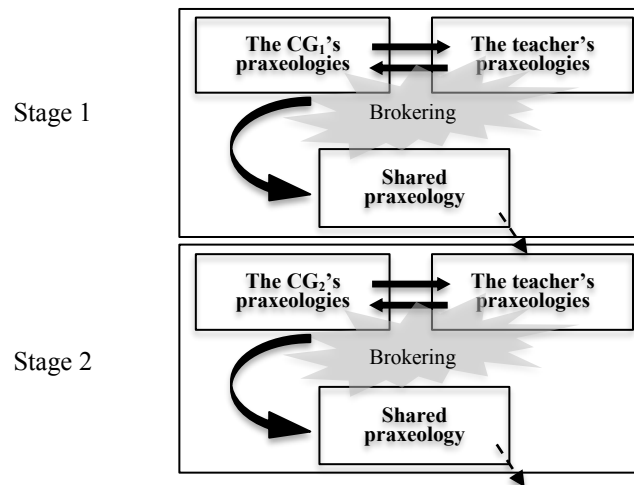 The CG₁'s
praxeologies
The teacher's
praxeologies
Stage 1
Brokering
Shared
praxeology
The CG₂'s
praxeologies
The teacher's
praxeologies
Stage 2
Brokering
Shared
praxeology